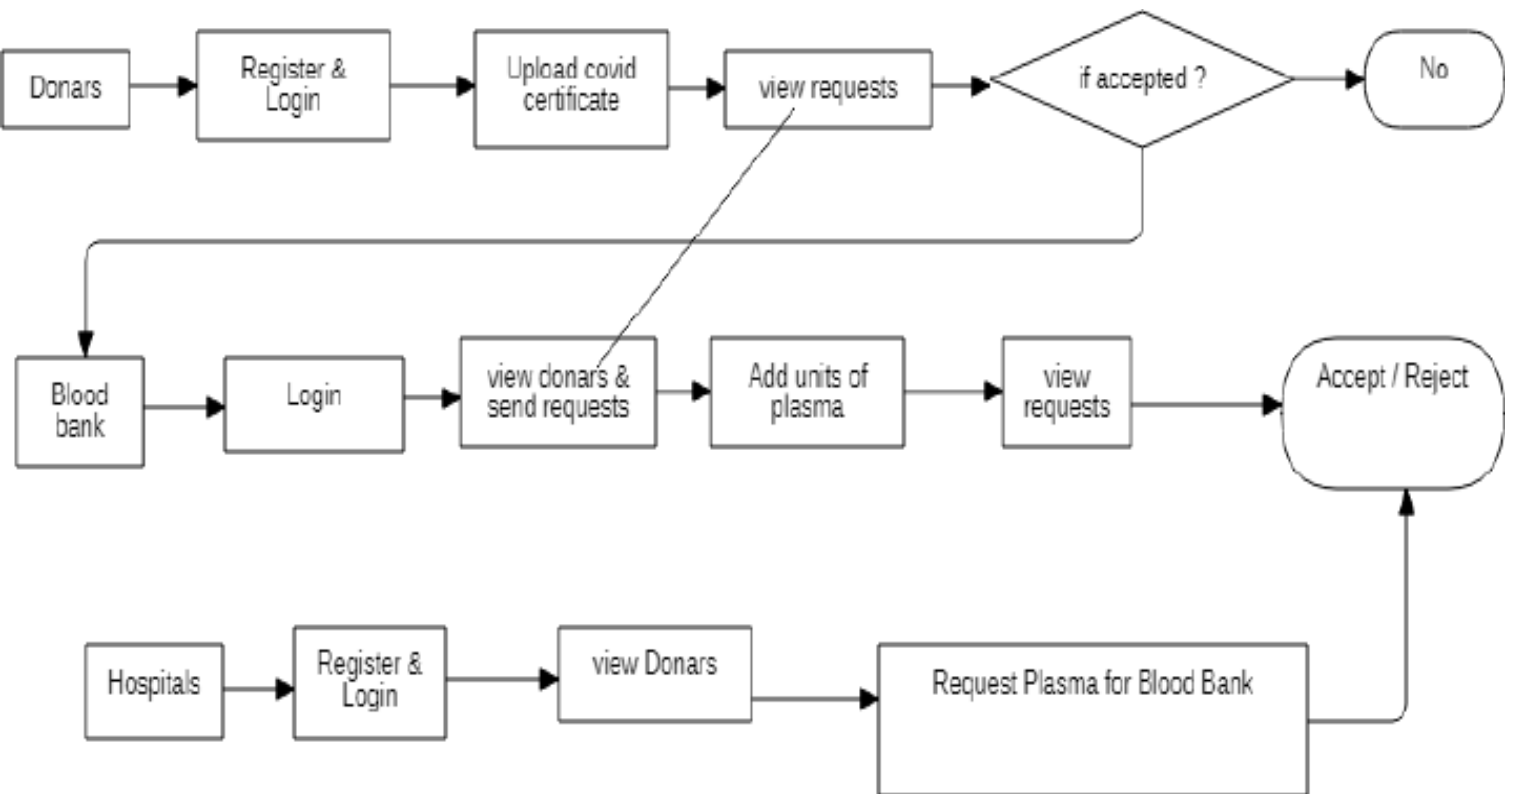 Donars
Register &
Login
Upload covid
certificate
view requests
if accepted ?
No
Blood
bank
Login
view donars &
send requests
Add units of
plasma
view
requests
Accept / Reject
Hospitals
Register &
Login
view Donars
Request Plasma for Blood Bank